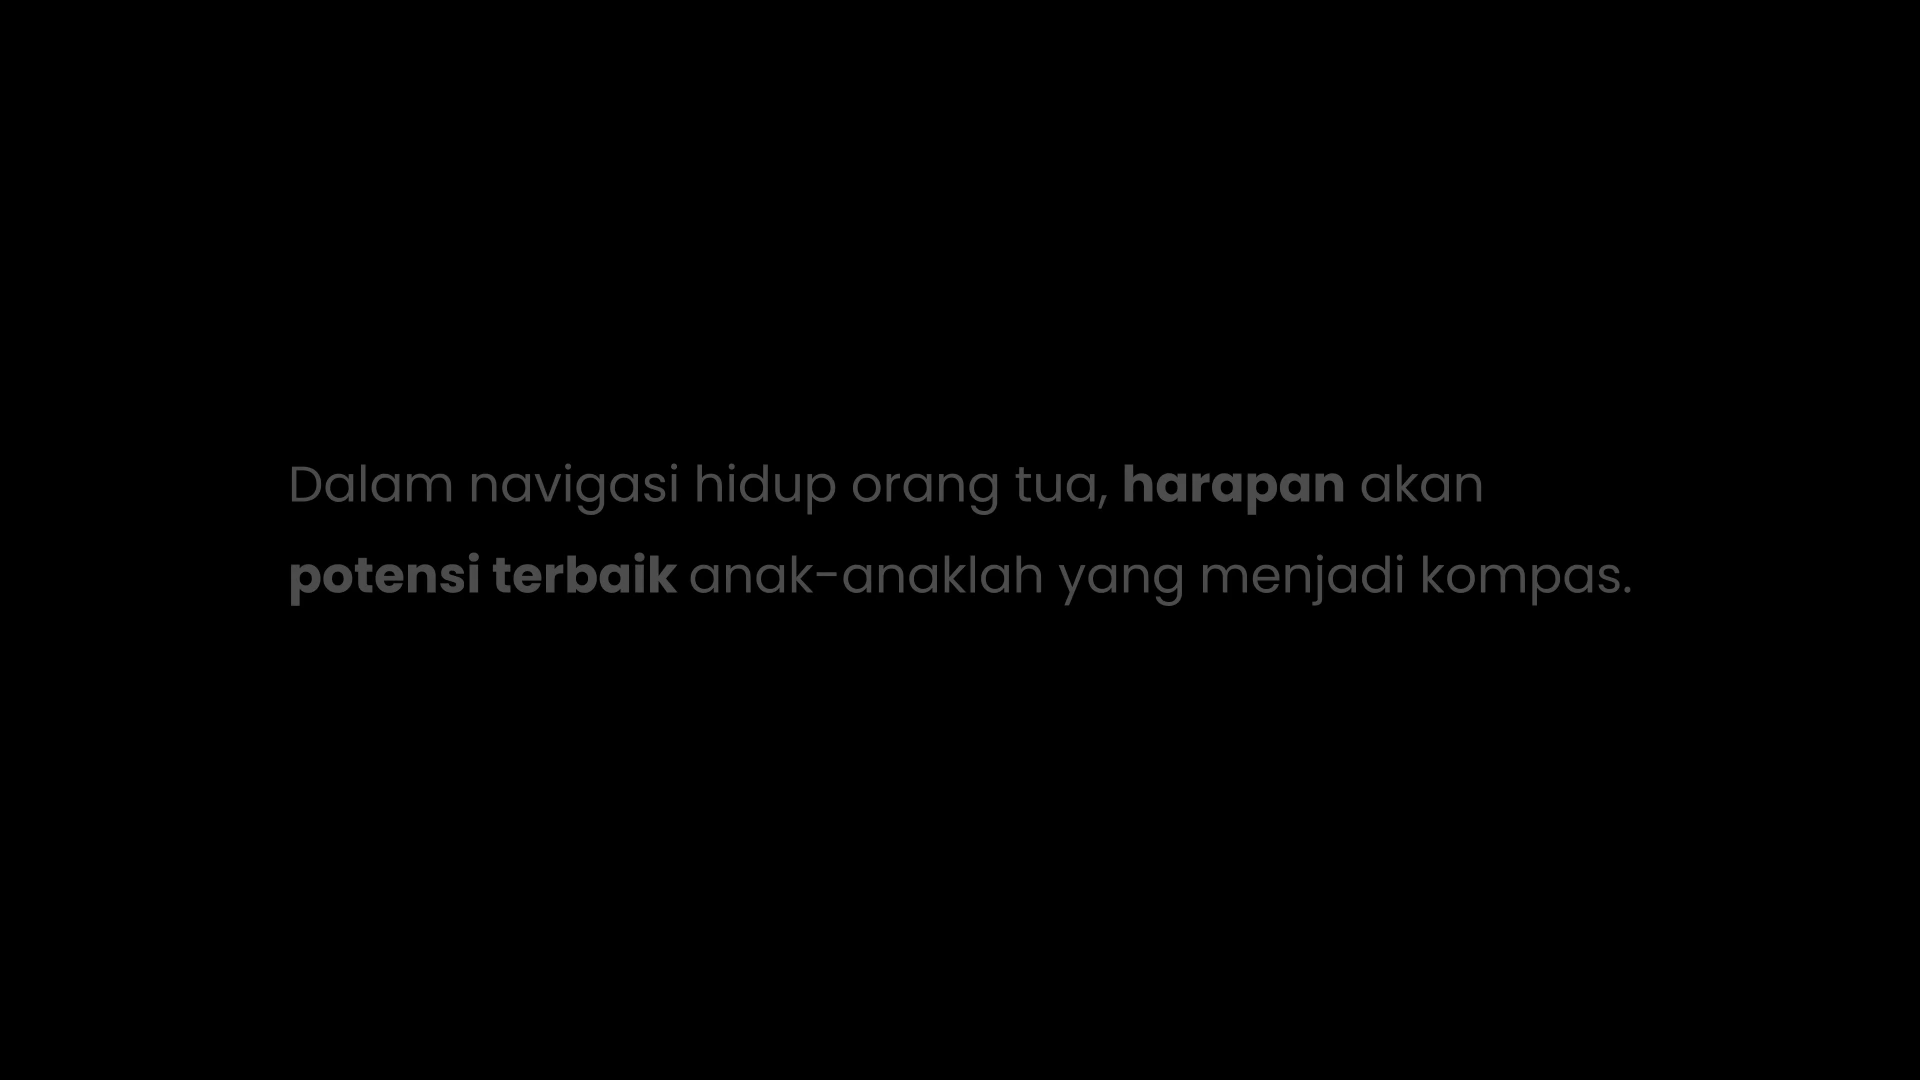 Dalam navigasi hidup orang tua, harapan akan
potensi terbaik anak-anaklah yang menjadi kompas.